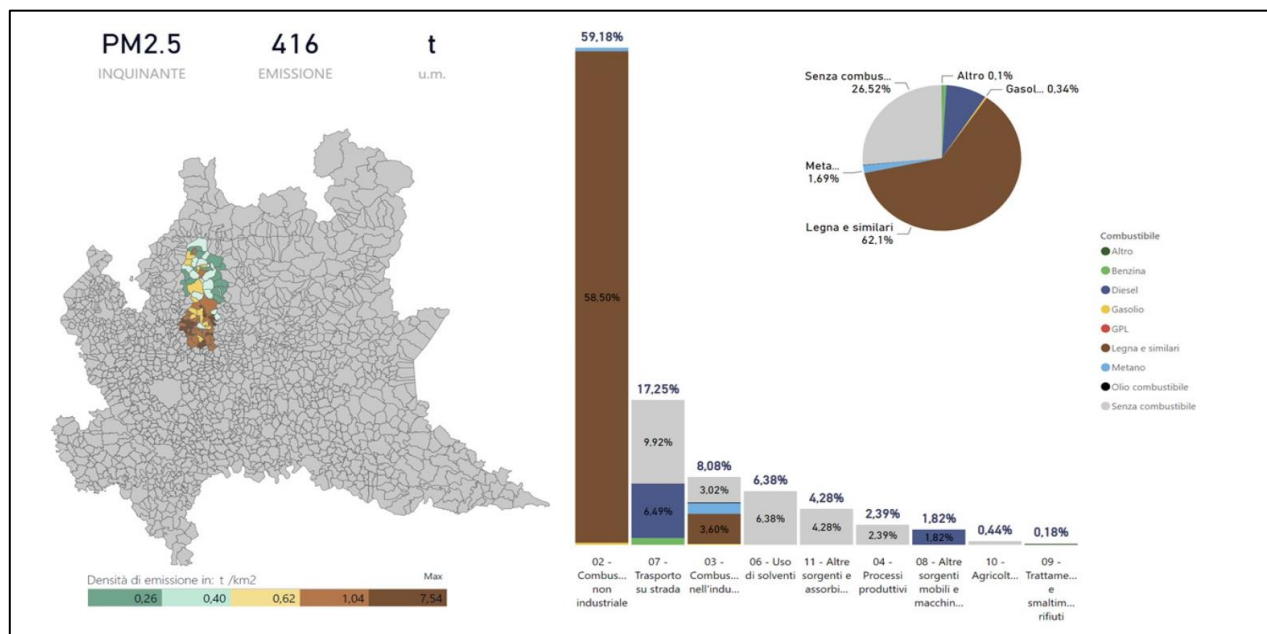 PM2.5
416
t
INQUINANTE
EMISSIONE
u.m.
Densità di emissione in: t /km2
Max
0,26
0,40
0,62
1,04
7,54
59,18%
58,50%
17,25%
9.92%
6.49%
8,08%
3.02%
3.60%
6,38%
6.38%
4,28%
4.28%
2,39%
2.39%
1,82%
1.82%
0,44%
0,18%
02 -
Combus...
non
industriale
07 -
Trasporto
su strada
03 -
Combus...
nell'indu...
06 - Uso
di solventi
11 - Altre
sorgenti e
assorbi...
04 -
Processi
produttivi
08 - Altre
sorgenti
mobili e
macchin...
10 -
Agricolt...
09 -
Trattame...
e
smaltim...
rifiuti
Senza combus...
26,52%
Altro 0,1%
Gasol... 0,34%
Meta...
1,69%
Legna e similari
62,1%
Combustibile
Altro
Benzina
Diesel
Gasolio
GPL
Legna e similari
Metano
Olio combustibile
Senza combustibile